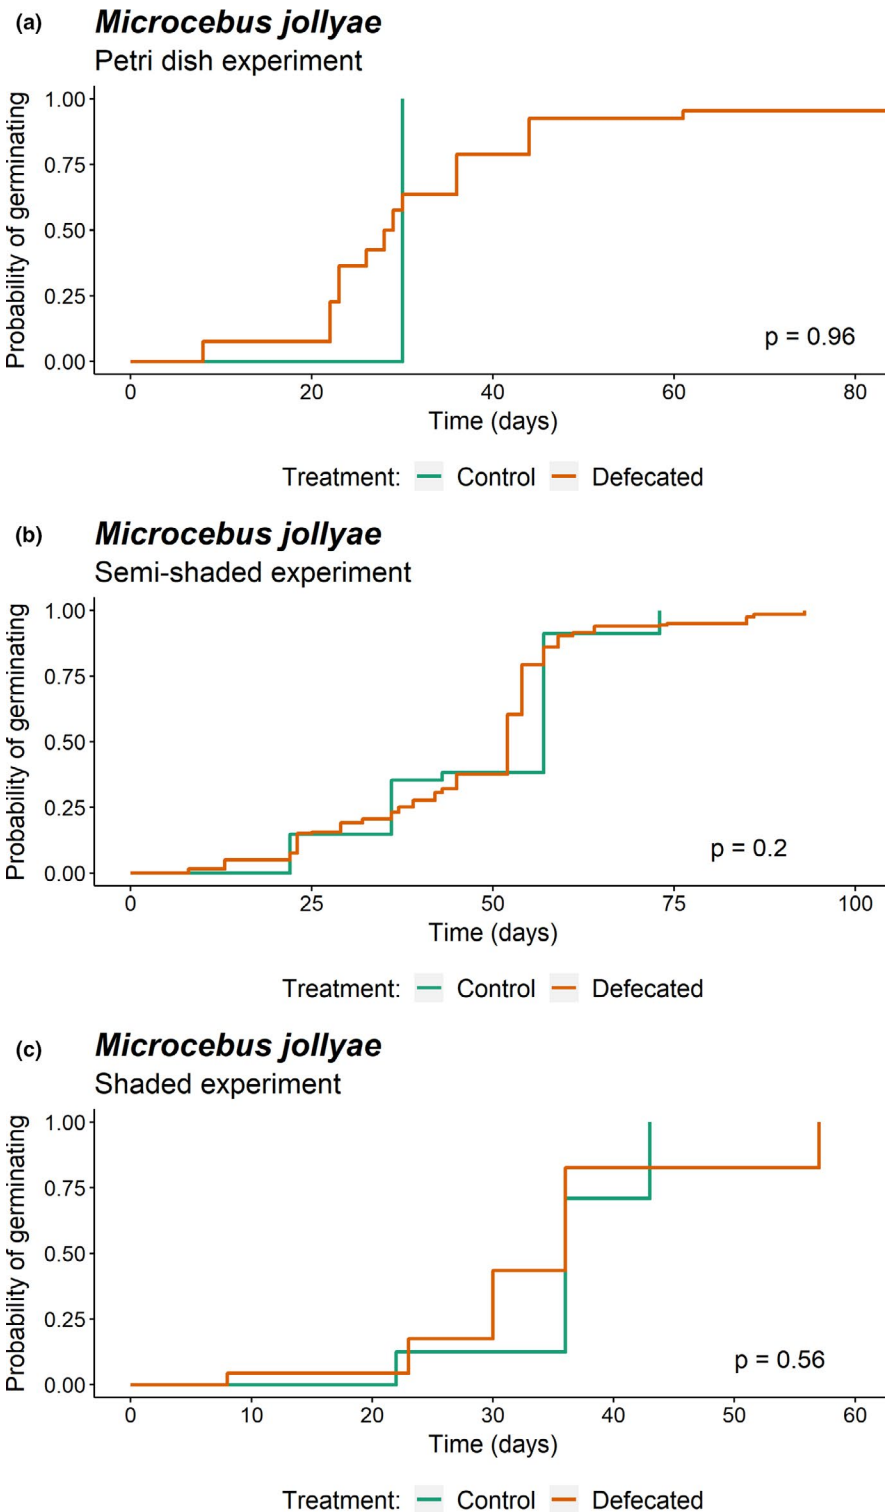 (a) Microcebus jollyae
Petri dish experiment
Probability of germinating
1.00
0.75
0.50
0.25
0.00
p = 0.96
0 20 40 60 80
Time (days)
Treatment: Control Defecated
(b) Microcebus jollyae
Semi-shaded experiment
Probability of germinating
1.00
0.75
0.50
0.25
0.00
p = 0.2
0 25 50 75 100
Time (days)
Treatment: Control Defecated
(c) Microcebus jollyae
Shaded experiment
Probability of germinating
1.00
0.75
0.50
0.25
0.00
p = 0.56
0 10 20 30 40 50 60
Time (days)
Treatment: Control Defecated